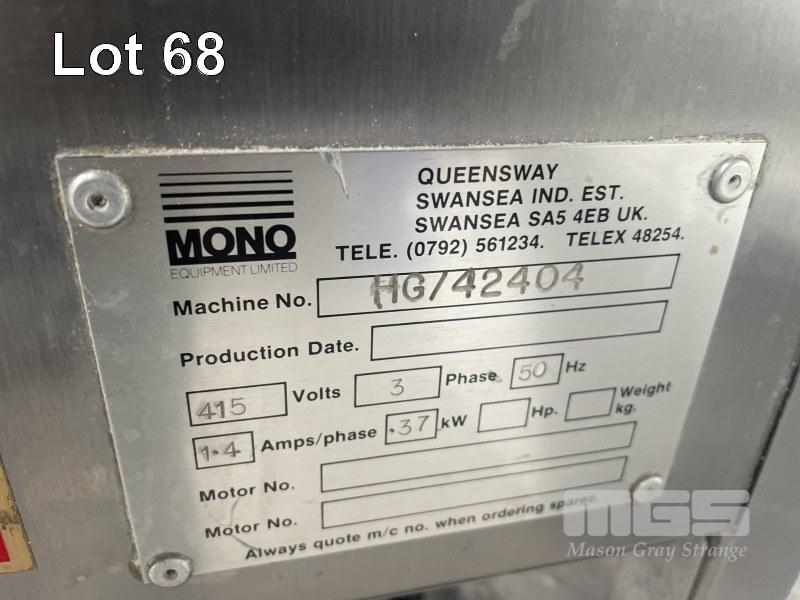 Lot 68
MONO
EQUIPMENT LIMITED
QUEENSWAY
SWANSEA IND. EST.
SWANSEA SA5 4EB UK.
TELE. (0792) 561234. TELEX 48254.
Machine No. HG/42404
Production Date.
415 Volts 3 Phase 50 Hz
1.4 Amps/phase .37 kW Hp. Weight kg.
Motor No.
Motor No.
Always quote m/c no. when ordering spares.
MGS
Mason Gray Strange